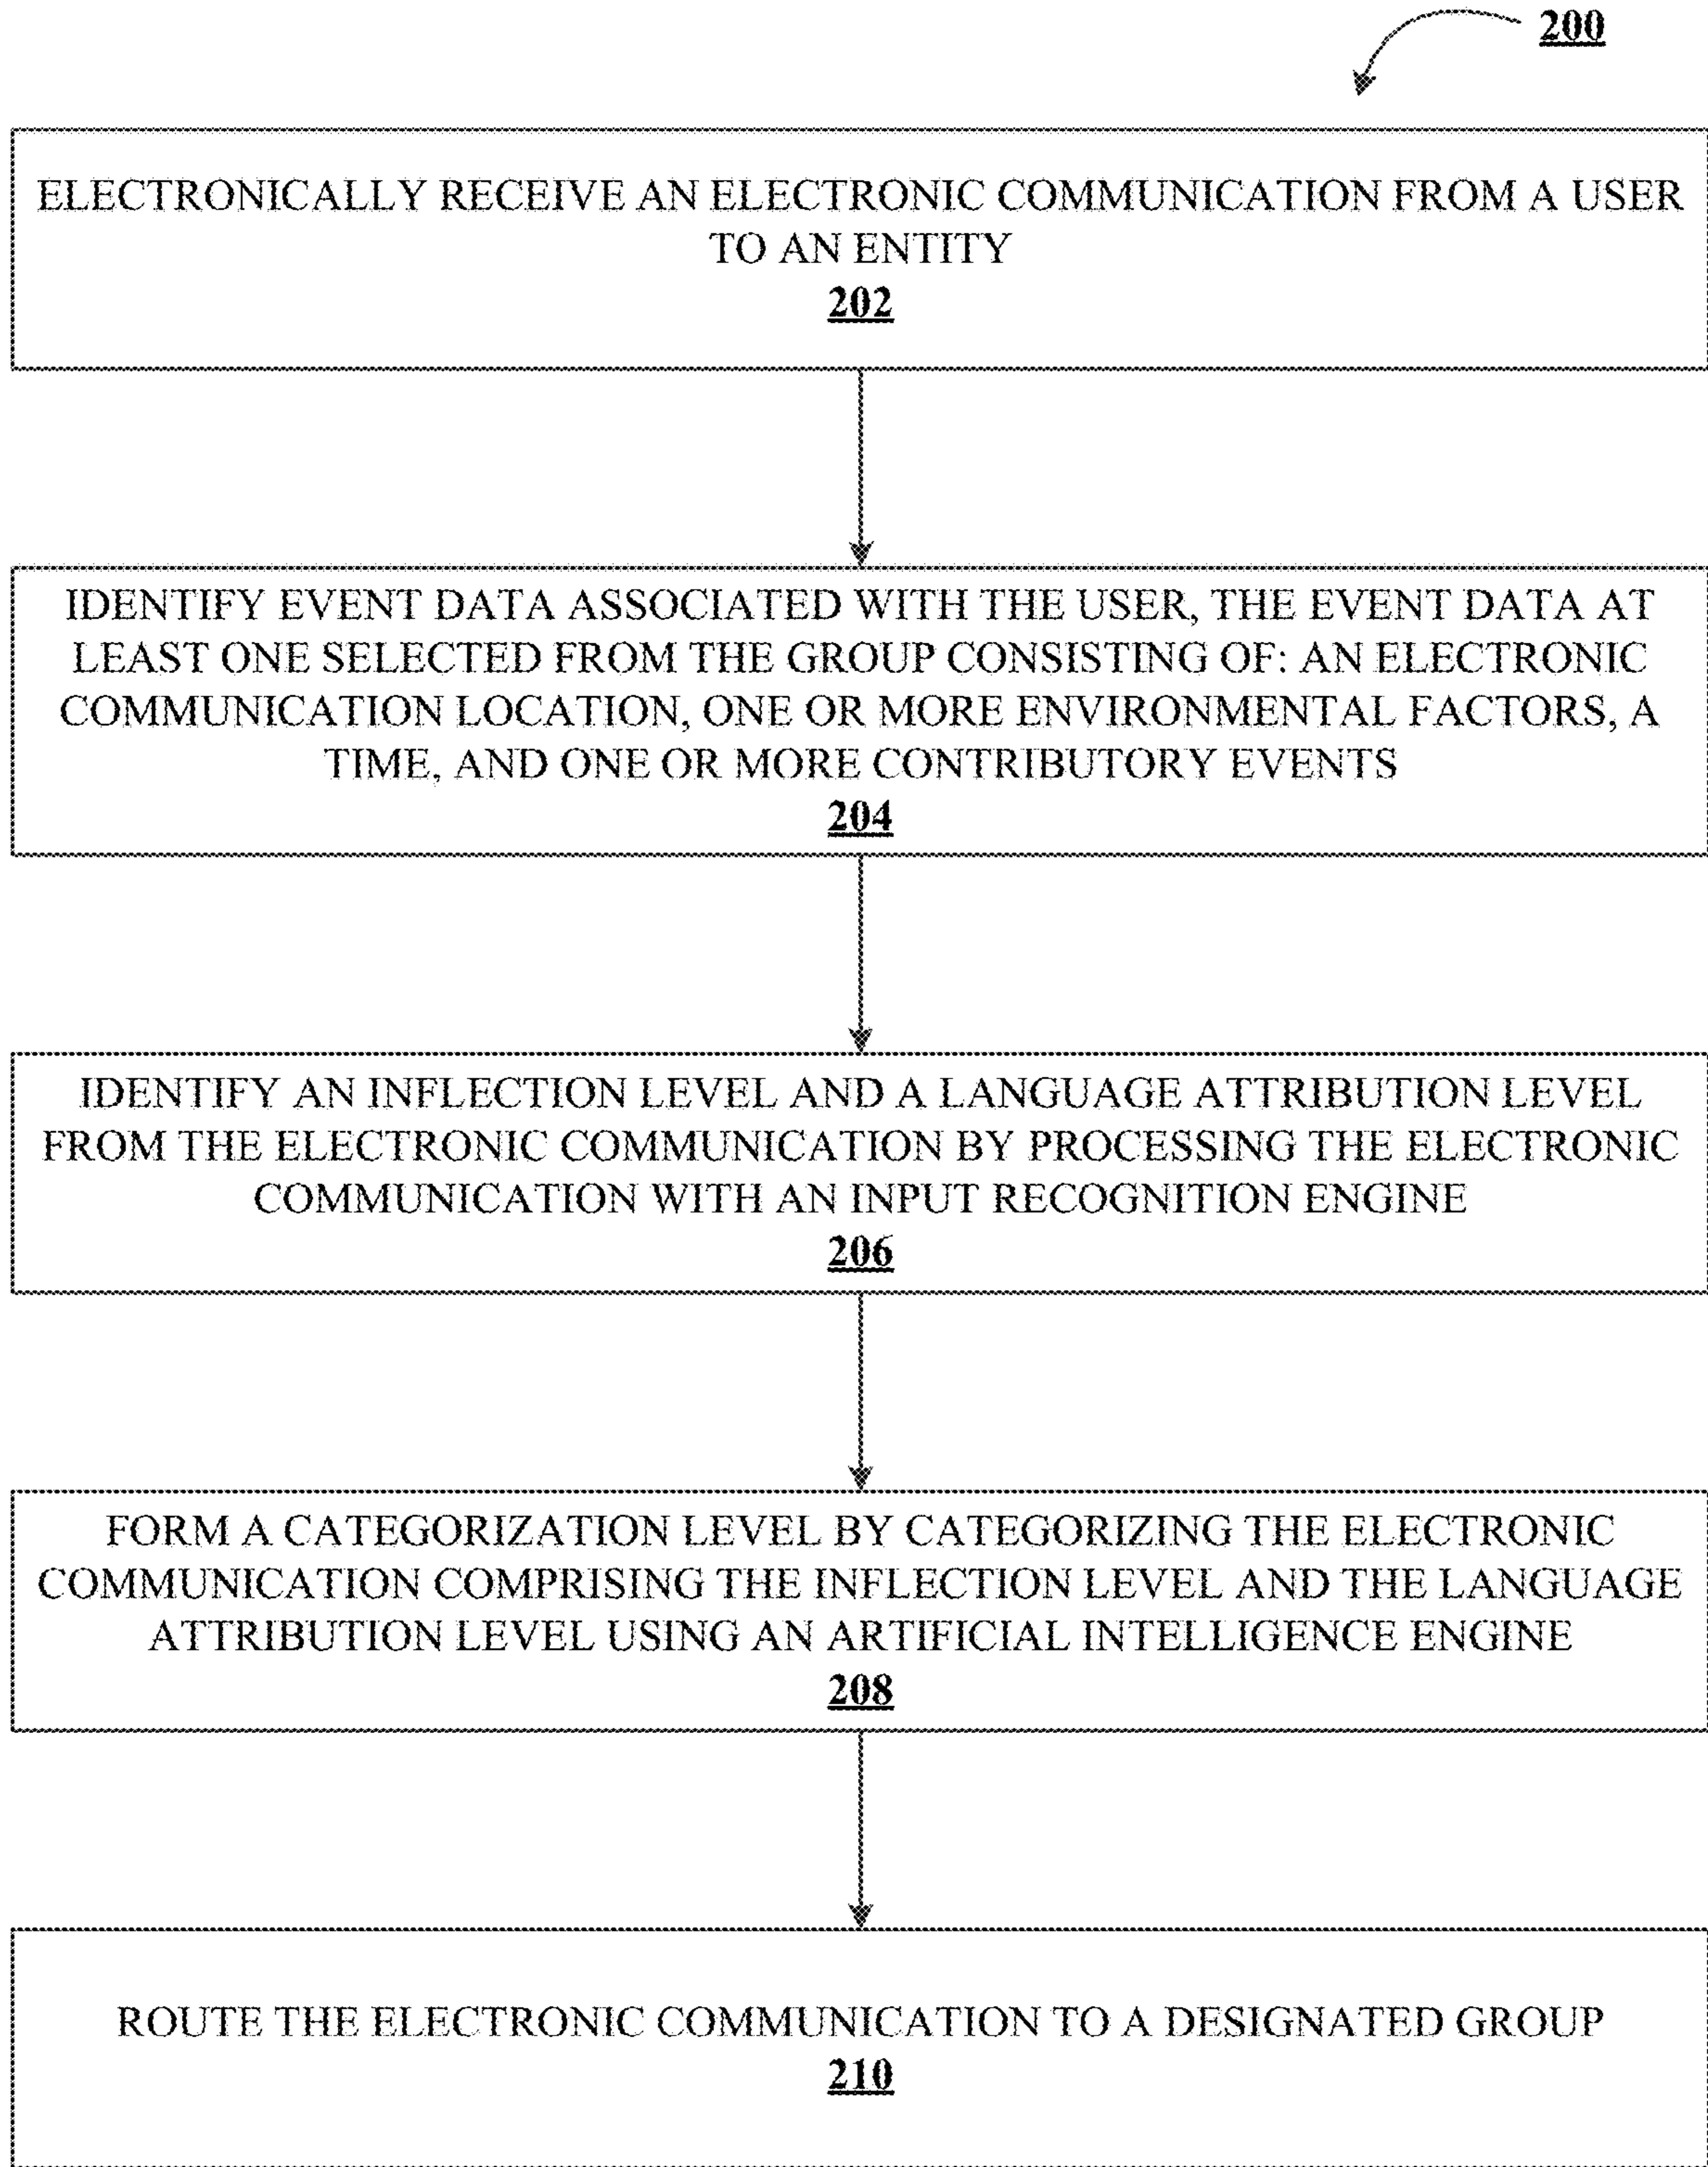 200
ELECTRONICALLY RECEIVE AN ELECTRONIC COMMUNICATION FROM A USER
TO AN ENTITY
202
IDENTIFY EVENT DATA ASSOCIATED WITH THE USER, THE EVENT DATA AT
LEAST ONE SELECTED FROM THE GROUP CONSISTING OF: AN ELECTRONIC
COMMUNICATION LOCATION, ONE OR MORE ENVIRONMENTAL FACTORS, A
TIME, AND ONE OR MORE CONTRIBUTORY EVENTS
204
IDENTIFY AN INFLECTION LEVEL AND A LANGUAGE ATTRIBUTION LEVEL
FROM THE ELECTRONIC COMMUNICATION BY PROCESSING THE ELECTRONIC
COMMUNICATION WITH AN INPUT RECOGNITION ENGINE
206
FORM A CATEGORIZATION LEVEL BY CATEGORIZING THE ELECTRONIC
COMMUNICATION COMPRISING THE INFLECTION LEVEL AND THE LANGUAGE
ATTRIBUTION LEVEL USING AN ARTIFICIAL INTELLIGENCE ENGINE
208
ROUTE THE ELECTRONIC COMMUNICATION TO A DESIGNATED GROUP
210